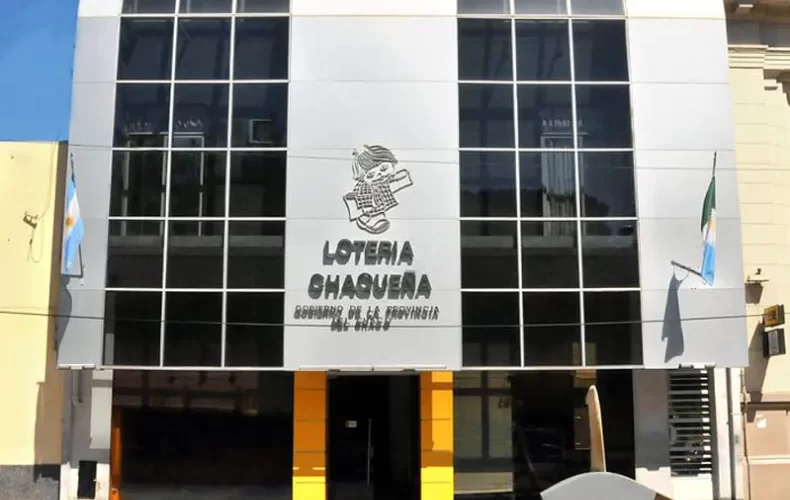 LOTERIA
CHAQUEÑA
GOBIERNO DE LA PROVINCIA
DEL CHACO